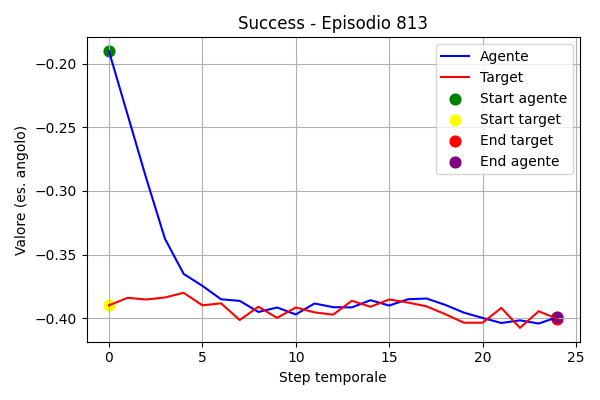 Success - Episodio 813
Valore (es. angolo)
−0.20
−0.25
−0.30
−0.35
−0.40
Agente
Target
Start agente
Start target
End target
End agente
0
5
10
15
20
25
Step temporale